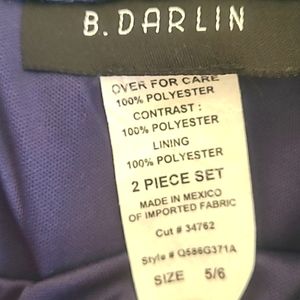 B. DARLIN
OVER FOR CARE
100% POLYESTER
CONTRAST :
100% POLYESTER
LINING
100% POLYESTER
2 PIECE SET
MADE IN MEXICO
OF IMPORTED FABRIC
Cut # 34762
Style # Q586G371A
SIZE 5/6